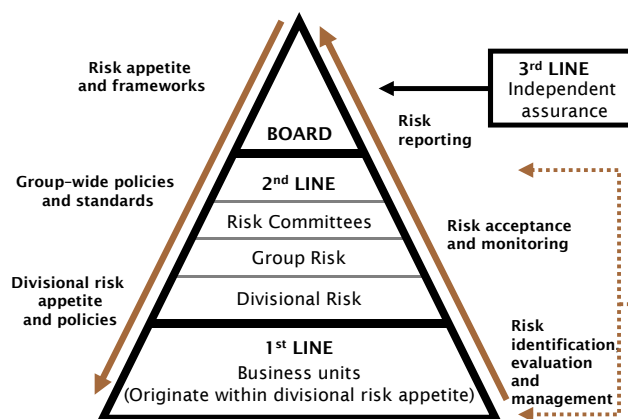 Risk appetite
and frameworks
Group-wide policies
and standards
Divisional risk
appetite
and policies
BOARD
2nd LINE
Risk Committees
Group Risk
Divisional Risk
1st LINE
Business units
(Originate within divisional risk appetite)
Risk
reporting
Risk acceptance
and monitoring
Risk
identification,
evaluation
and
management
3rd LINE
Independent
assurance